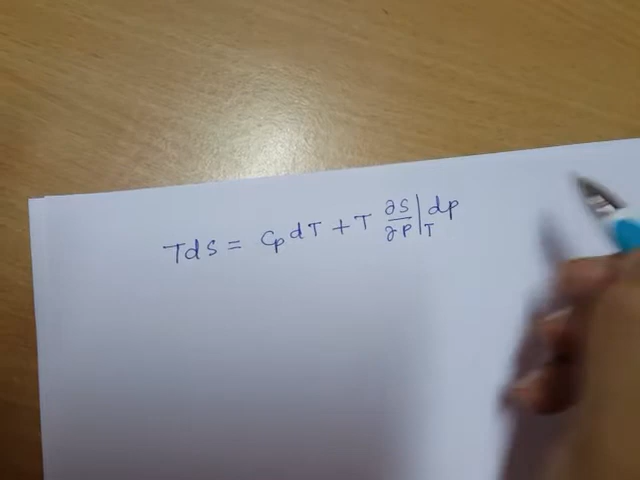 TdS = Cp dT + T ∂S/∂P|T dp